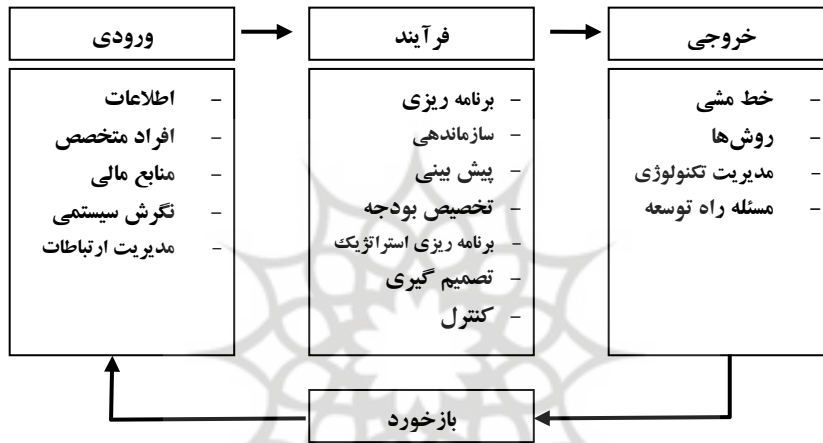 ورودی
فرآیند
خروجی
- اطلاعات
- افراد متخصص
- منابع مالی
- نگرش سیستمی
- مدیریت ارتباطات
- برنامه ریزی
- سازماندهی
- پیش بینی
- تخصیص بودجه
- برنامه ریزی استراتژیک
- تصمیم گیری
- کنترل
- خط مشی
- روش‌ها
- مدیریت تکنولوژی
- مسئله راه توسعه
بازخورد